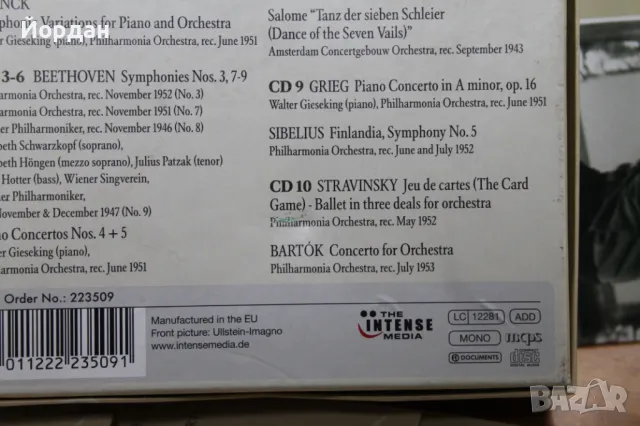 Йордан
NCK
Symphonic Variations for Piano and Orchestra
Gieseking (piano), Philharmonia Orchestra, rec. June 1951
3-6 BEETHOVEN Symphonies Nos. 3, 7-9
armonia Orchestra, rec. November 1952 (No. 3)
armonia Orchestra, rec. November 1951 (No. 7)
er Philharmoniker, rec. November 1946 (No. 8)
beth Schwarzkopf (soprano),
beth Höngen (mezzo soprano), Julius Patzak (tenor)
Hotter (bass), Wiener Singverein,
er Philharmoniker,
November & December 1947 (No. 9)
o Concertos Nos. 4 + 5
er Gieseking (piano),
armonia Orchestra, rec. June 1951
Salome "Tanz der sieben Schleier
(Dance of the Seven Vails)"
Amsterdam Concertgebouw Orchestra, rec. September 1943
CD 9 GRIEG Piano Concerto in A minor, op. 16
Walter Gieseking (piano), Philharmonia Orchestra, rec. June 1951
SIBELIUS Finlandia, Symphony No. 5
Philharmonia Orchestra, rec. June and July 1952
CD 10 STRAVINSKY Jeu de cartes (The Card
Game) - Ballet in three deals for orchestra
Philharmonia Orchestra, rec. May 1952
BARTÓK Concerto for Orchestra
Philharmonia Orchestra, rec. July 1953
Order No.: 223509
011222 235091
Manufactured in the EU
Front picture: Ullstein-Imagno
www.intensemedia.de
THE
INTENSE
MEDIA
LC 12281 ADD
MONO mcps
DOCUMENTS
DIGITAL AUDIO
BAZAR
bg